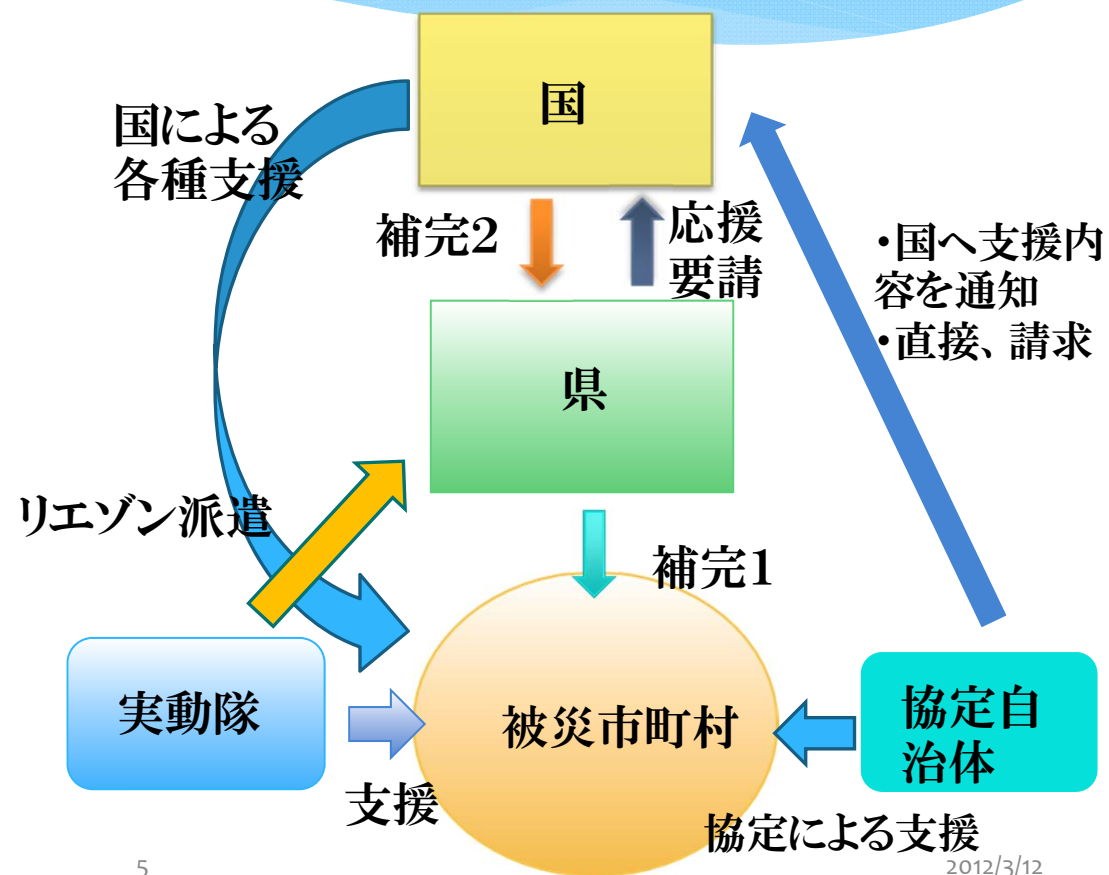 国
国による
各種支援
補完2
応援
要請
・国へ支援内
容を通知
・直接、請求
県
リエゾン派遣
補完1
実動隊
被災市町村
協定自
治体
支援
協定による支援
5
2012/3/12